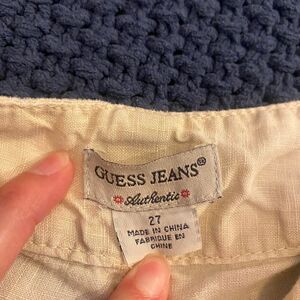 GUESS JEANS®
Authentic
27
MADE IN CHINA
FABRIQUE EN
CHINE